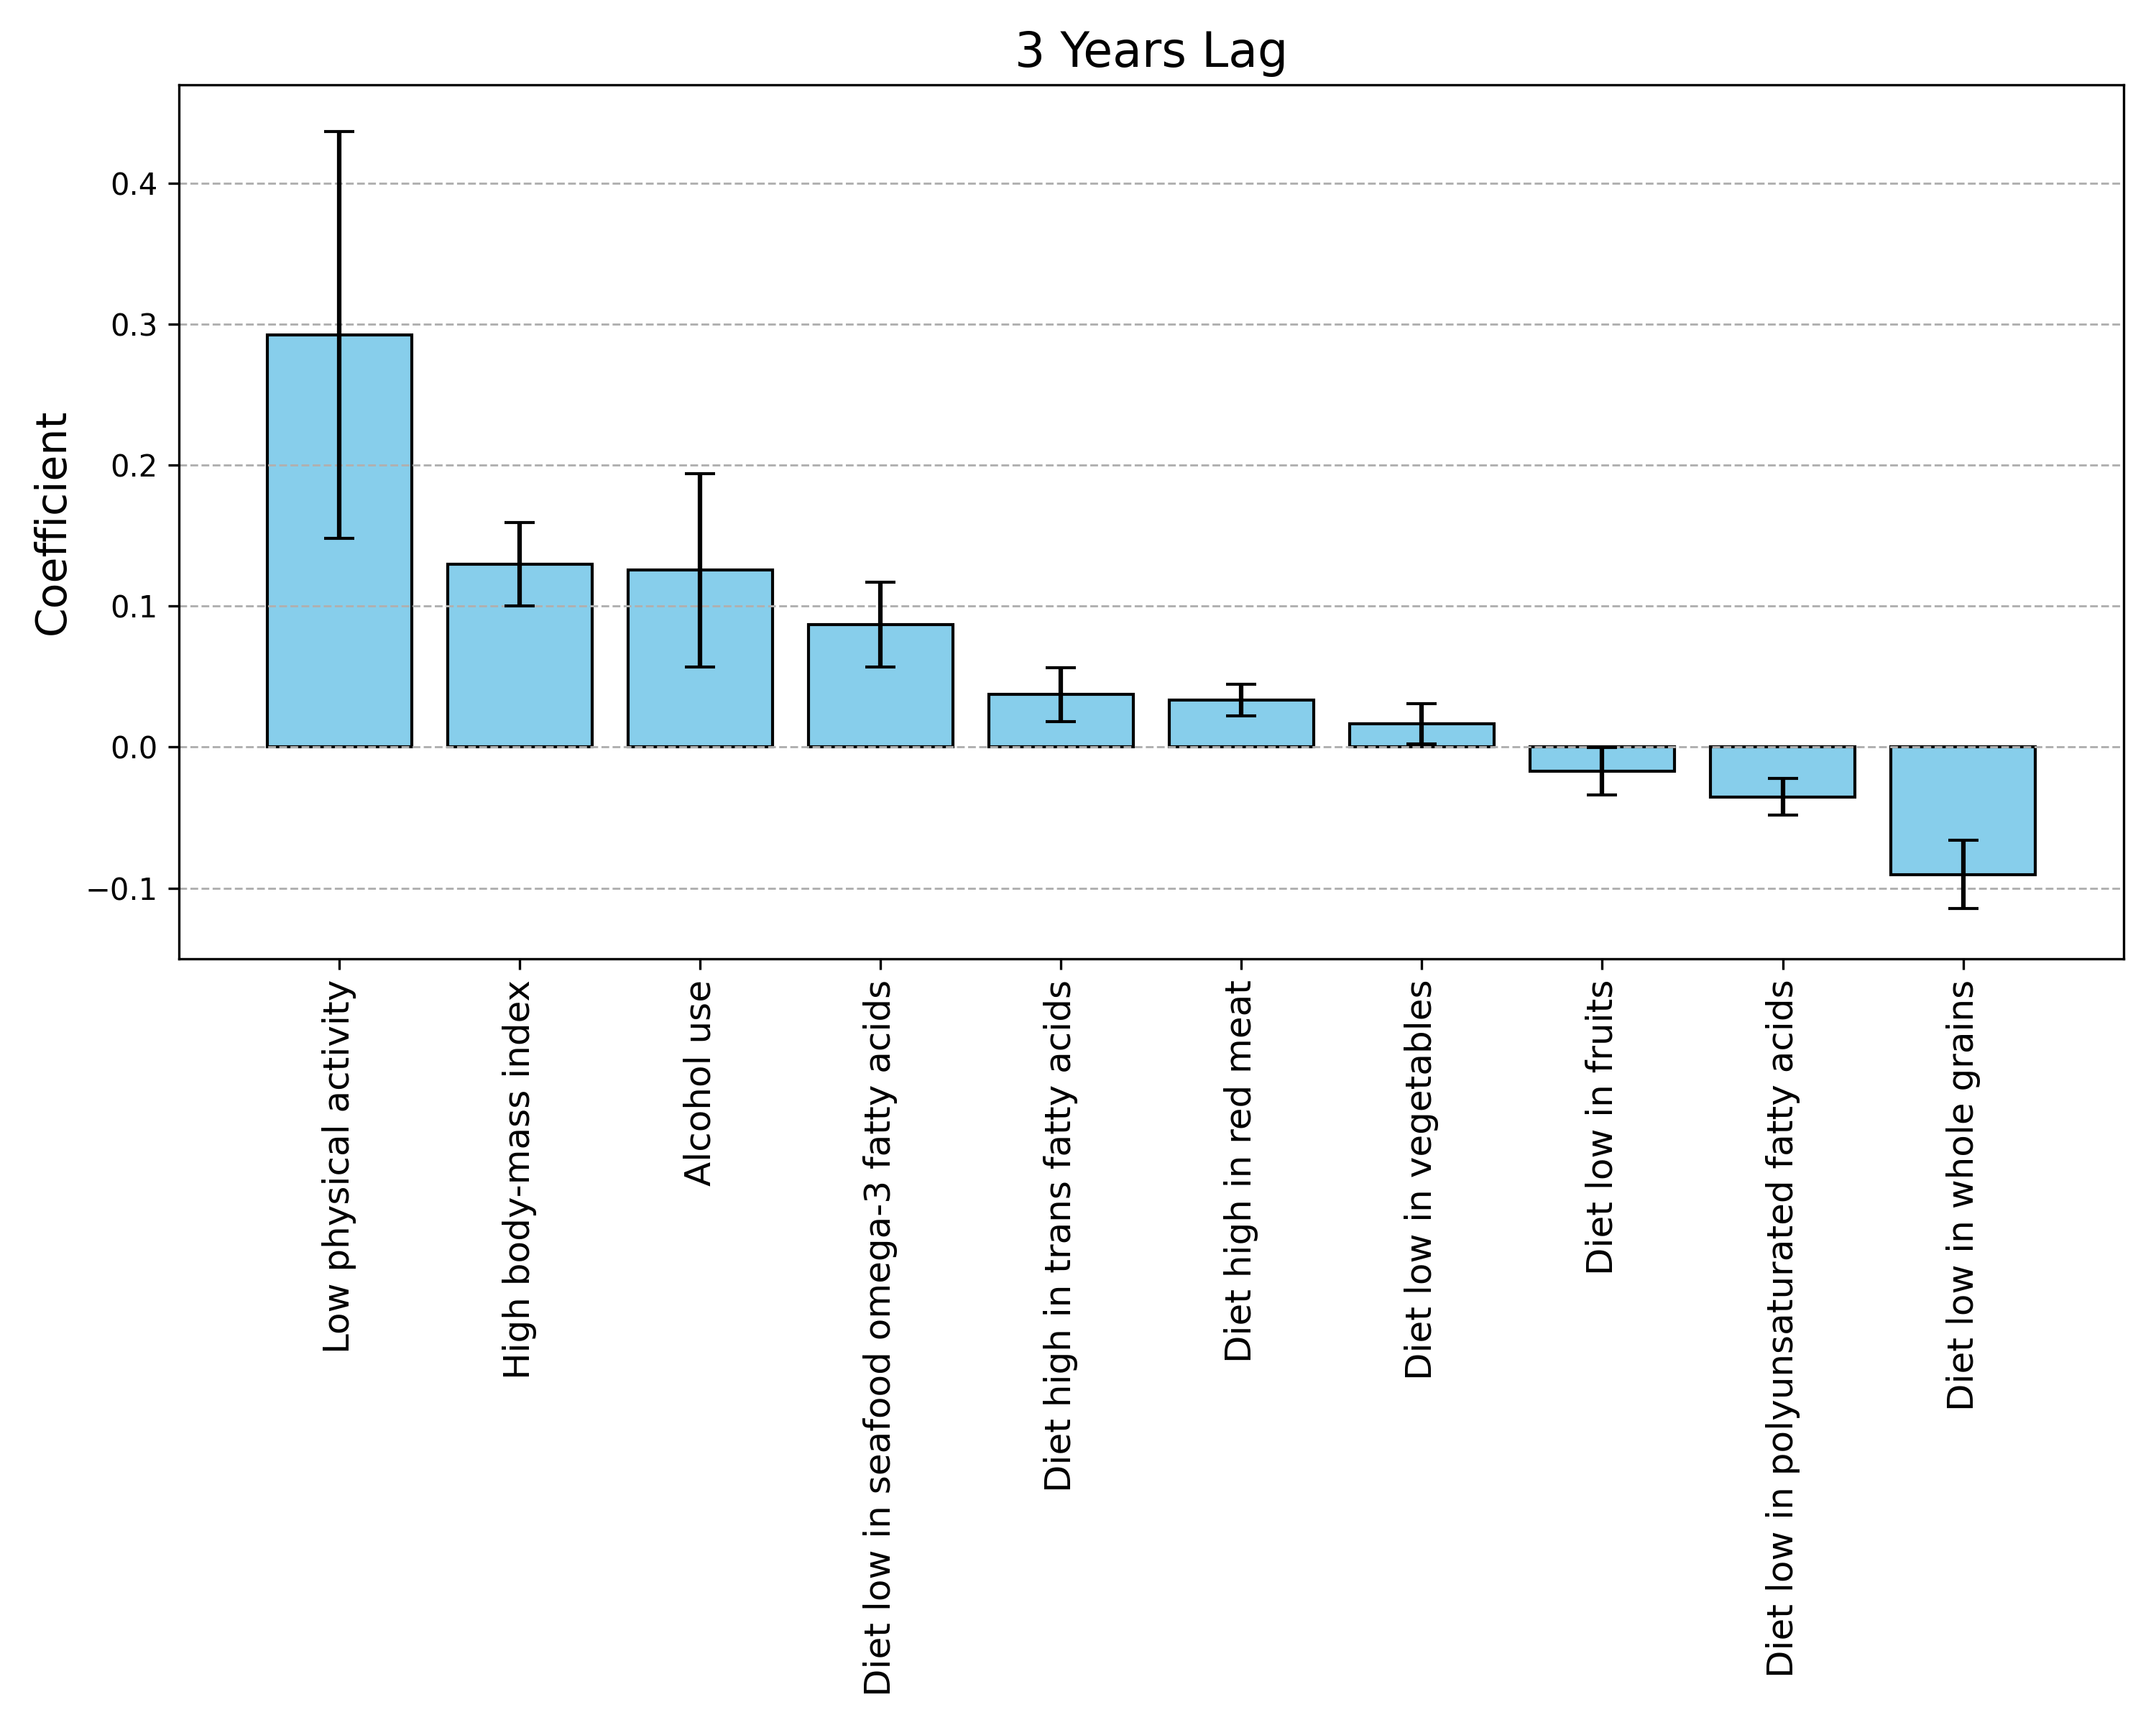 3 Years Lag
Coefficient
0.4
0.3
0.2
0.1
0.0
−0.1
Low physical activity
High body-mass index
Alcohol use
Diet low in seafood omega-3 fatty acids
Diet high in trans fatty acids
Diet high in red meat
Diet low in vegetables
Diet low in fruits
Diet low in polyunsaturated fatty acids
Diet low in whole grains